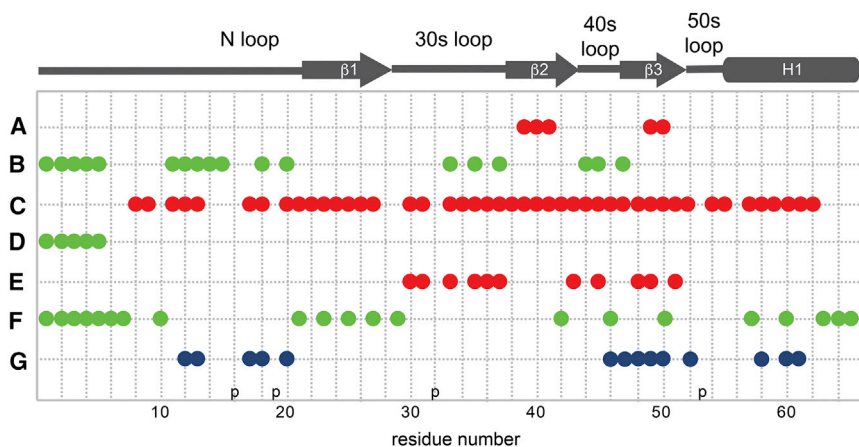 N loop
30s loop
40s
loop
50s
loop
β1
β2
β3
H1
A
B
C
D
E
F
G
p
p
p
p
10
20
30
40
50
60
residue number